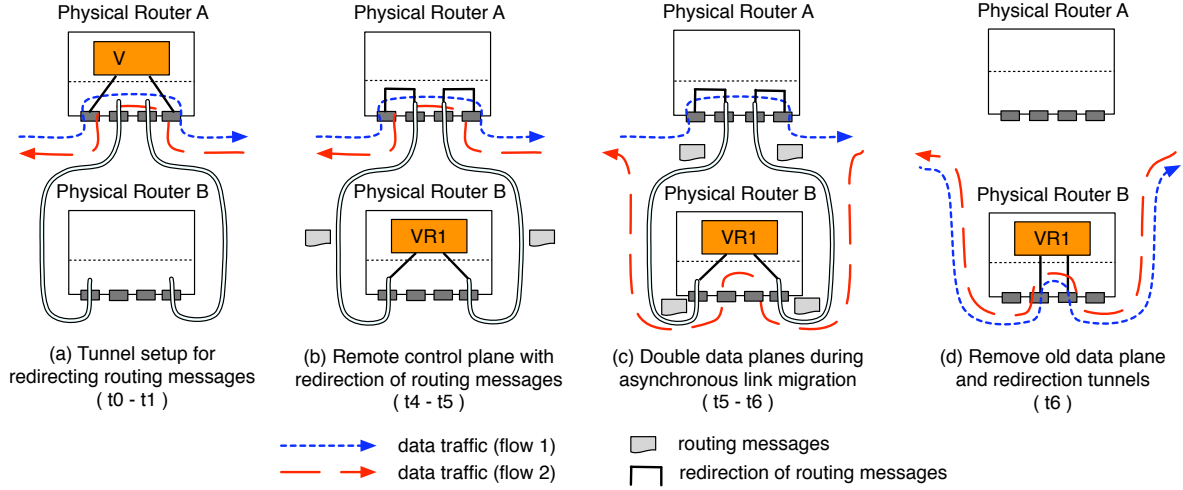 Physical Router A
Physical Router A
Physical Router A
Physical Router A
V
Physical Router B
Physical Router B
Physical Router B
Physical Router B
VR1
VR1
VR1
(a) Tunnel setup for
redirecting routing messages
( t0 - t1 )
(b) Remote control plane with
redirection of routing messages
( t4 - t5 )
(c) Double data planes during
asynchronous link migration
( t5 - t6 )
(d) Remove old data plane
and redirection tunnels
( t6 )
data traffic (flow 1)
data traffic (flow 2)
routing messages
redirection of routing messages